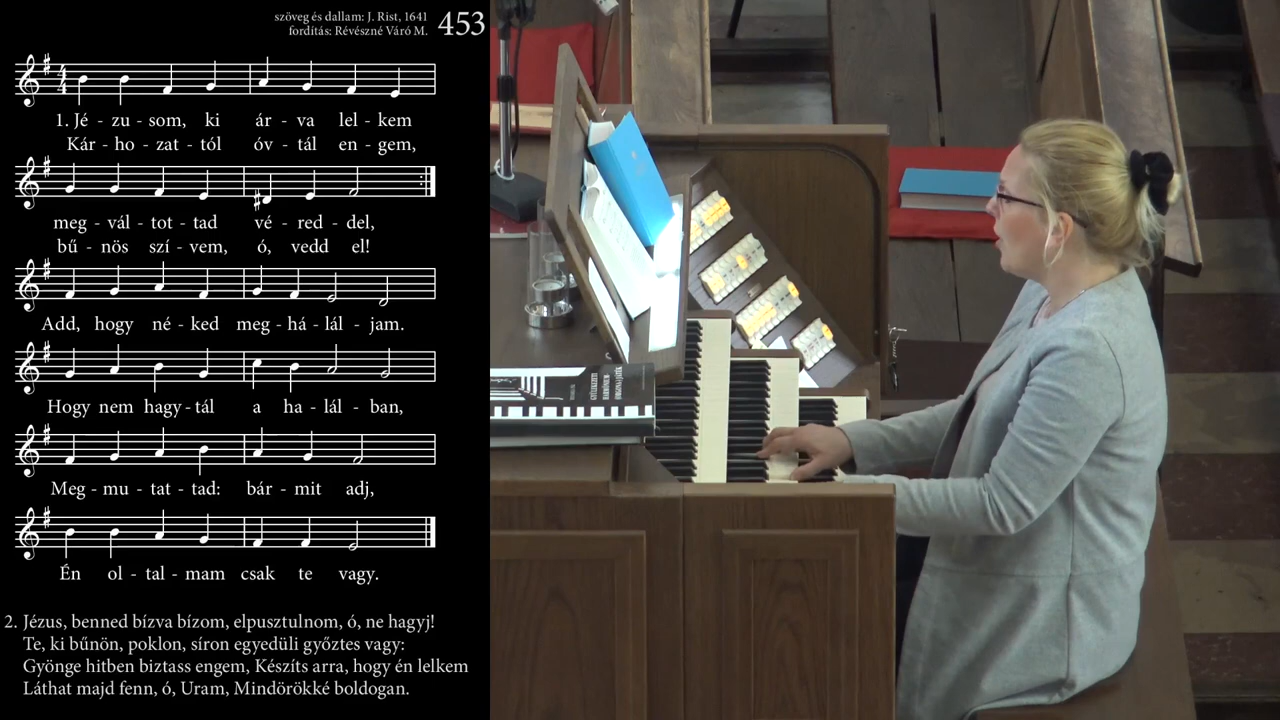 szöveg és dallam: J. Rist, 1641
fordítás: Révészné Váró M.
453
1. Jé - zu - som, ki ár - va lel - kem
Kár - ho - zat - tól óv - tál en - gem,
meg - vál - tot - tad vé - red - del,
bű - nös szí - vem, ó, vedd el!
Add, hogy né - ked meg - há - lál - jam.
Hogy nem hagy - tál a ha - lál - ban,
Meg - mu - tat - tad: bár - mit adj,
Én ol - tal - mam csak te vagy.
2. Jézus, benned bízva bízom, elpusztulnom, ó, ne hagyj!
Te, ki bűnön, poklon, síron egyedüli győztes vagy:
Gyönge hitben biztass engem, Készíts arra, hogy én lelkem
Láthat majd fenn, ó, Uram, Mindörökké boldogan.